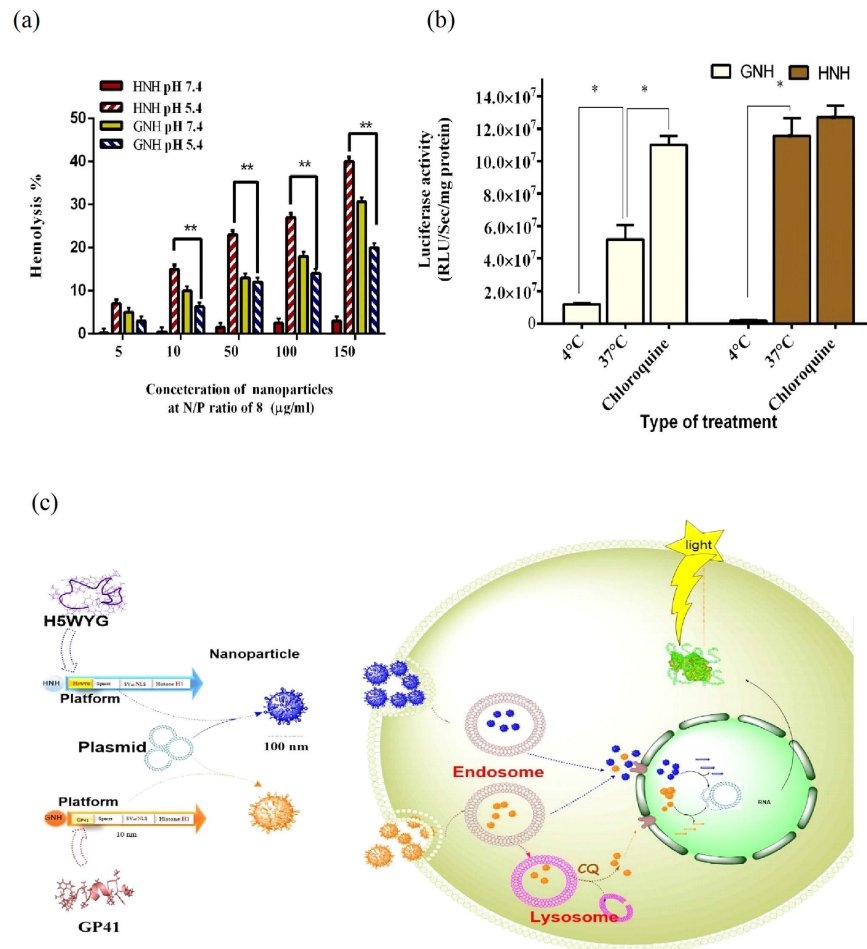 (a)
HNH pH 7.4
HNH pH 5.4
GNH pH 7.4
GNH pH 5.4
Hemolysis %
50
40
30
20
10
0
**
**
**
**
5 10 50 100 150
Conceteration of nanoparticles
at N/P ratio of 8 (µg/ml)
(b)
GNH HNH
Luciferase activity
(RLU/Sec/mg protein)
14.0×10⁷
12.0×10⁷
10.0×10⁷
8.0×10⁷
6.0×10⁷
4.0×10⁷
2.0×10⁷
0
* * *
4°C 37°C Chloroquine 4°C 37°C Chloroquine
Type of treatment
(c)
H5WYG
Nanoparticle
HNH H5WYG Spacer SV40 NLS Histone H1
Platform
Plasmid
100 nm
Platform
GNH GP41 Spacer SV40 NLS Histone H1
10 nm
GP41
light
Endosome
RNA
CQ
Lysosome